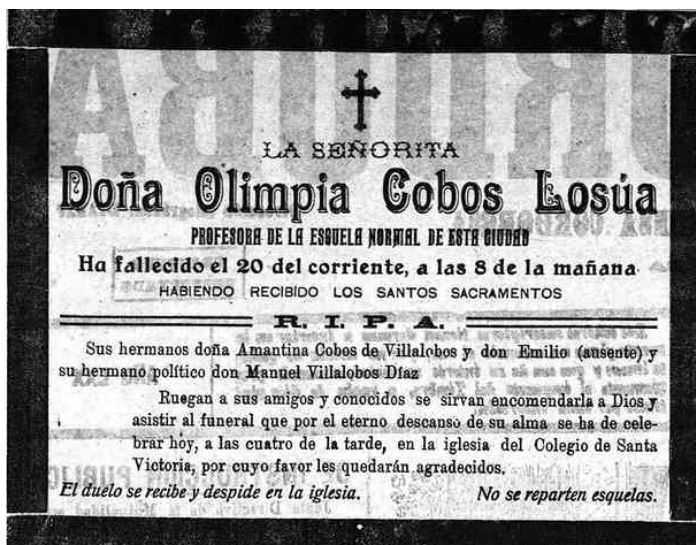 LA SEÑORITA
Doña Olimpia Cobos Losúa
PROFESORA DE LA ESCUELA NORMAL DE ESTA CIUDAD
Ha fallecido el 20 del corriente, a las 8 de la mañana
HABIENDO RECIBIDO LOS SANTOS SACRAMENTOS
R. I. P. A.
Sus hermanos doña Amantina Cobos de Villalobos y don Emilio (ausente) y
su hermano político don Manuel Villalobos Díaz
Ruegan a sus amigos y conocidos se sirvan encomendarla a Dios y
asistir al funeral que por el eterno descanso de su alma se ha de cele-
brar hoy, a las cuatro de la tarde, en la iglesia del Colegio de Santa
Victoria, por cuyo favor les quedarán agradecidos.
El duelo se recibe y despide en la iglesia. No se reparten esquelas.